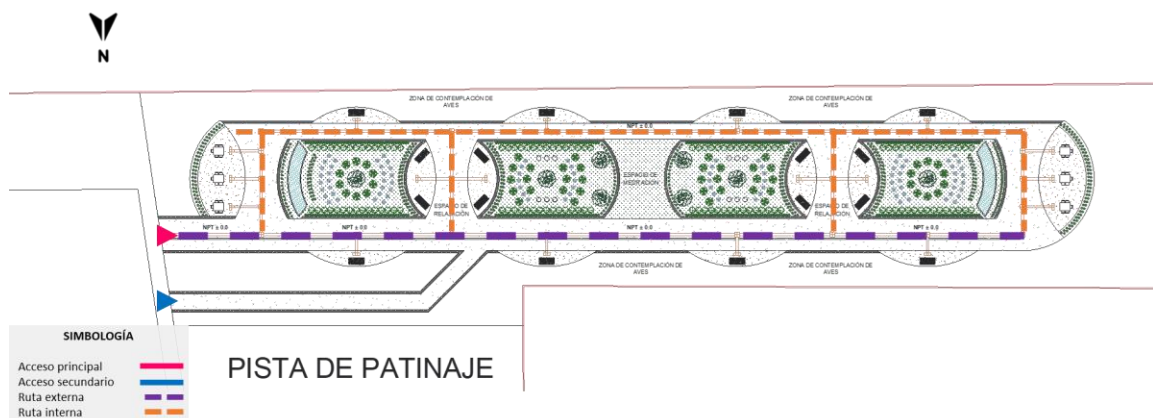 N
ZONA DE CONTEMPLACIÓN DE
AVES
ZONA DE CONTEMPLACIÓN DE
AVES
NPT ± 0.0
ESPACIO DE
MEDITACIÓN
ESPACIO DE
RELAJACIÓN
ESPACIO DE
RELAJACIÓN
NPT ± 0.0
NPT ± 0.0
NPT ± 0.0
NPT ± 0.0
ZONA DE CONTEMPLACIÓN DE
AVES
ZONA DE CONTEMPLACIÓN DE
AVES
SIMBOLOGÍA
Acceso principal
Acceso secundario
Ruta externa
Ruta interna
PISTA DE PATINAJE